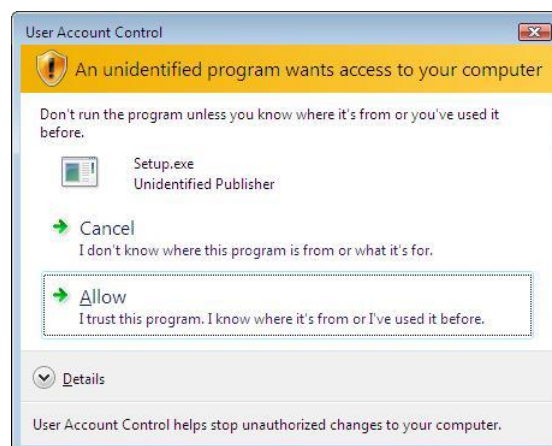 User Account Control
An unidentified program wants access to your computer
Don't run the program unless you know where it's from or you've used it
before.
Setup.exe
Unidentified Publisher
Cancel
I don't know where this program is from or what it's for.
Allow
I trust this program. I know where it's from or I've used it before.
Details
User Account Control helps stop unauthorized changes to your computer.